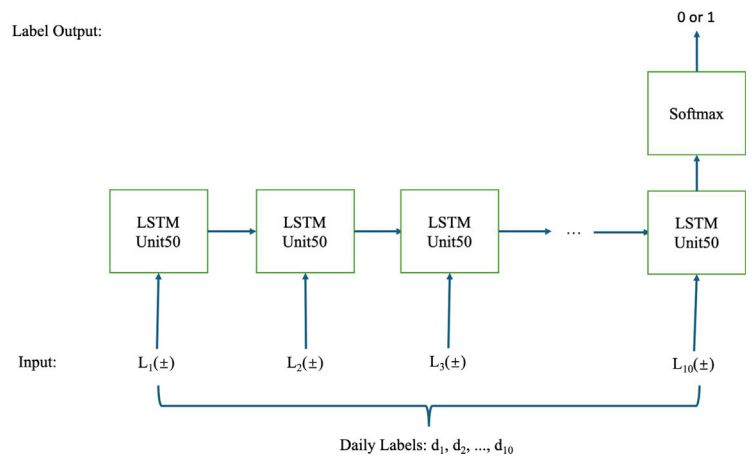 0 or 1
Label Output:
Softmax
LSTM
Unit50
LSTM
Unit50
LSTM
Unit50
...
LSTM
Unit50
Input:
L₁(±)
L₂(±)
L₃(±)
L₁₀(±)
Daily Labels: d₁, d₂, ..., d₁₀